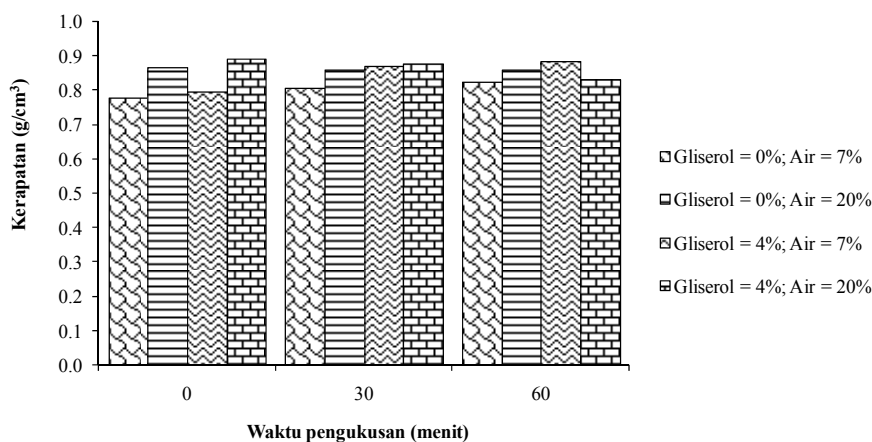 1.0
0.9
0.8
0.7
0.6
0.5
0.4
0.3
0.2
0.1
0.0
Kerapatan (g/cm³)
0 30 60
Waktu pengukusan (menit)
Gliserol = 0%; Air = 7%
Gliserol = 0%; Air = 20%
Gliserol = 4%; Air = 7%
Gliserol = 4%; Air = 20%